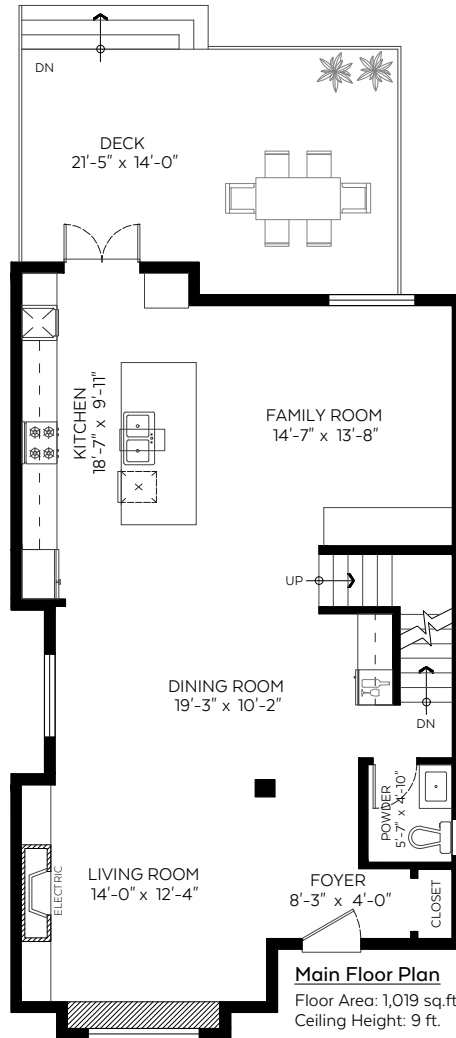 DN
DECK
21'-5" x 14'-0"
KITCHEN
18'-7" x 9'-11"
FAMILY ROOM
14'-7" x 13'-8"
X
UP
DINING ROOM
19'-3" x 10'-2"
DN
POWDER
5'-7" x 4'-10"
ELECTRIC
LIVING ROOM
14'-0" x 12'-4"
FOYER
8'-3" x 4'-0"
CLOSET
Main Floor Plan
Floor Area: 1,019 sq.ft
Ceiling Height: 9 ft.